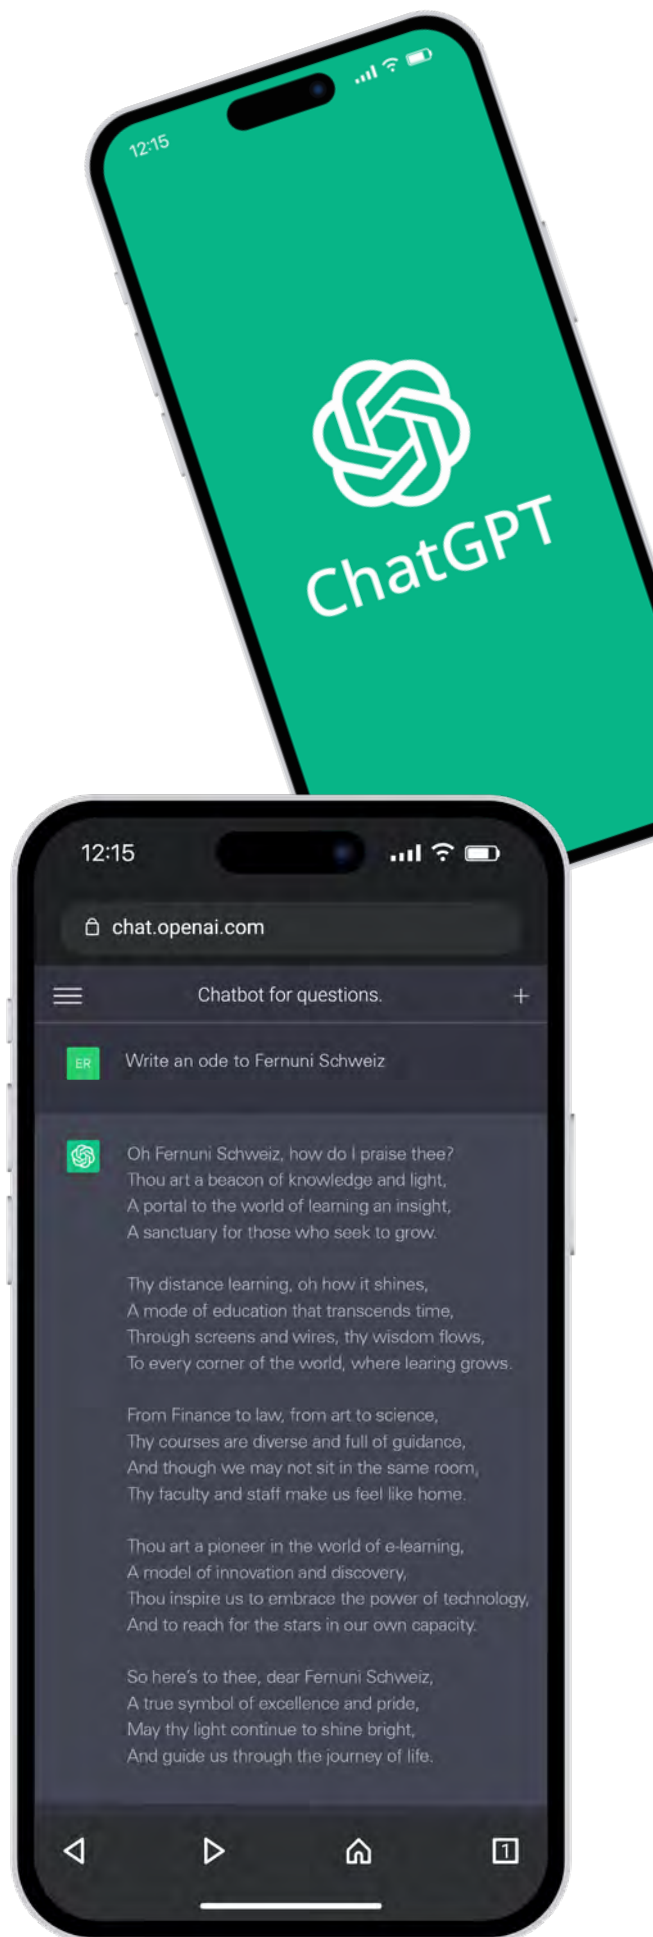 12:15
ChatGPT
12:15
chat.openai.com
Chatbot for questions.
ER
Write an ode to Fernuni Schweiz
Oh Fernuni Schweiz, how do I praise thee?
Thou art a beacon of knowledge and light,
A portal to the world of learning an insight,
A sanctuary for those who seek to grow.
Thy distance learning, oh how it shines,
A mode of education that transcends time,
Through screens and wires, thy wisdom flows,
To every corner of the world, where learing grows.
From Finance to law, from art to science,
Thy courses are diverse and full of guidance,
And though we may not sit in the same room,
Thy faculty and staff make us feel like home.
Thou art a pioneer in the world of e-learning,
A model of innovation and discovery,
Thou inspire us to embrace the power of technology,
And to reach for the stars in our own capacity.
So here's to thee, dear Fernuni Schweiz,
A true symbol of excellence and pride,
May thy light continue to shine bright,
And guide us through the journey of life.
1